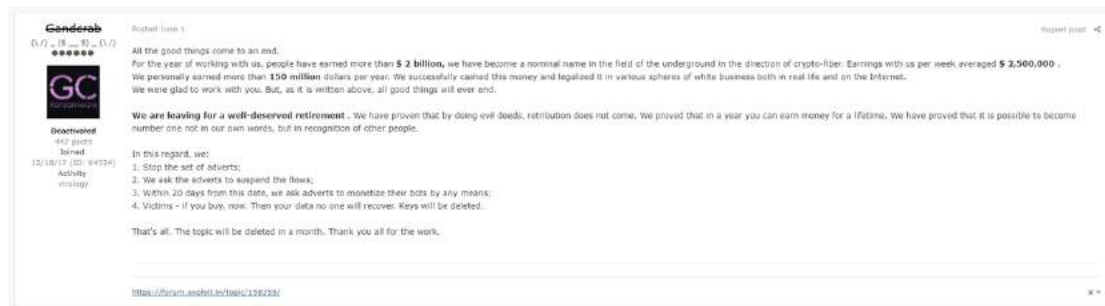 Gandcrab
Posted June 1
Report post
All the good things come to an end.
●●●●●●
For the year of working with us, people have earned more than $ 2 billion, we have become a nominal name in the field of the underground in the direction of crypto-fiber. Earnings with us per week averaged $ 2,500,000 .
We personally earned more than 150 million dollars per year. We successfully cashed this money and legalized it in various spheres of white business both in real life and on the Internet.
We were glad to work with you. But, as it is written above, all good things will ever end.
GC
Ransomware
We are leaving for a well-deserved retirement . We have proven that by doing evil deeds, retribution does not come. We proved that in a year you can earn money for a lifetime. We have proved that it is possible to become
number one not in our own words, but in recognition of other people.
Deactivated
442 posts
Joined
Activity
virology
In this regard, we:
1. Stop the set of adverts;
2. We ask the adverts to suspend the flows;
3. Within 20 days from this date, we ask adverts to monetize their bots by any means;
4. Victims - if you buy, now. Then your data no one will recover. Keys will be deleted.
That's all. The topic will be deleted in a month. Thank you all for the work.